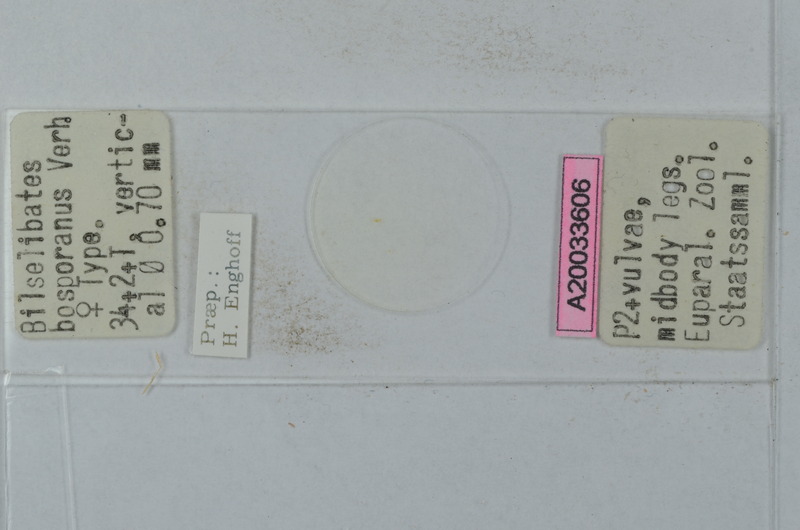 Bilselibates
bosporanus Verh
♀ Type.
34+2+T vertic-
al Ø 0.70 mm
Præp.:
H. Enghoff
A20033606
P2+vulvae,
midbody legs.
Euparal. Zool.
Staatssamml.